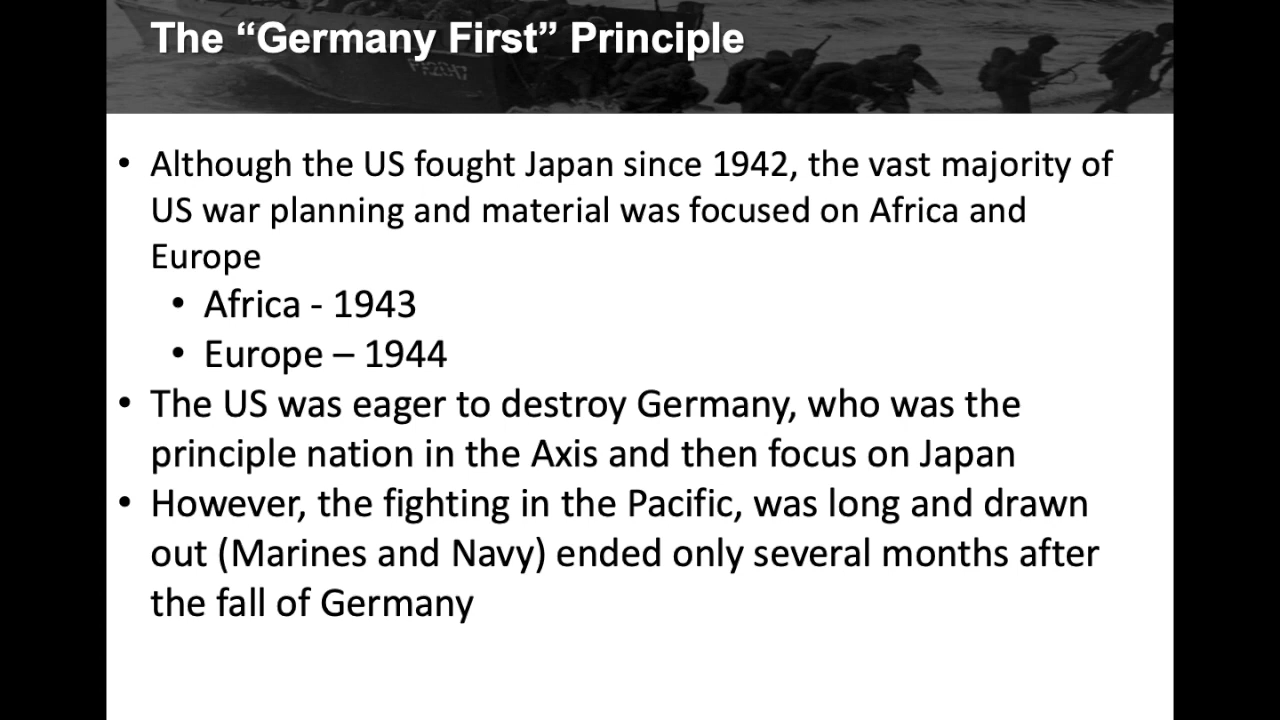 The “Germany First” Principle
• Although the US fought Japan since 1942, the vast majority of
US war planning and material was focused on Africa and
Europe
• Africa - 1943
• Europe – 1944
• The US was eager to destroy Germany, who was the
principle nation in the Axis and then focus on Japan
• However, the fighting in the Pacific, was long and drawn
out (Marines and Navy) ended only several months after
the fall of Germany